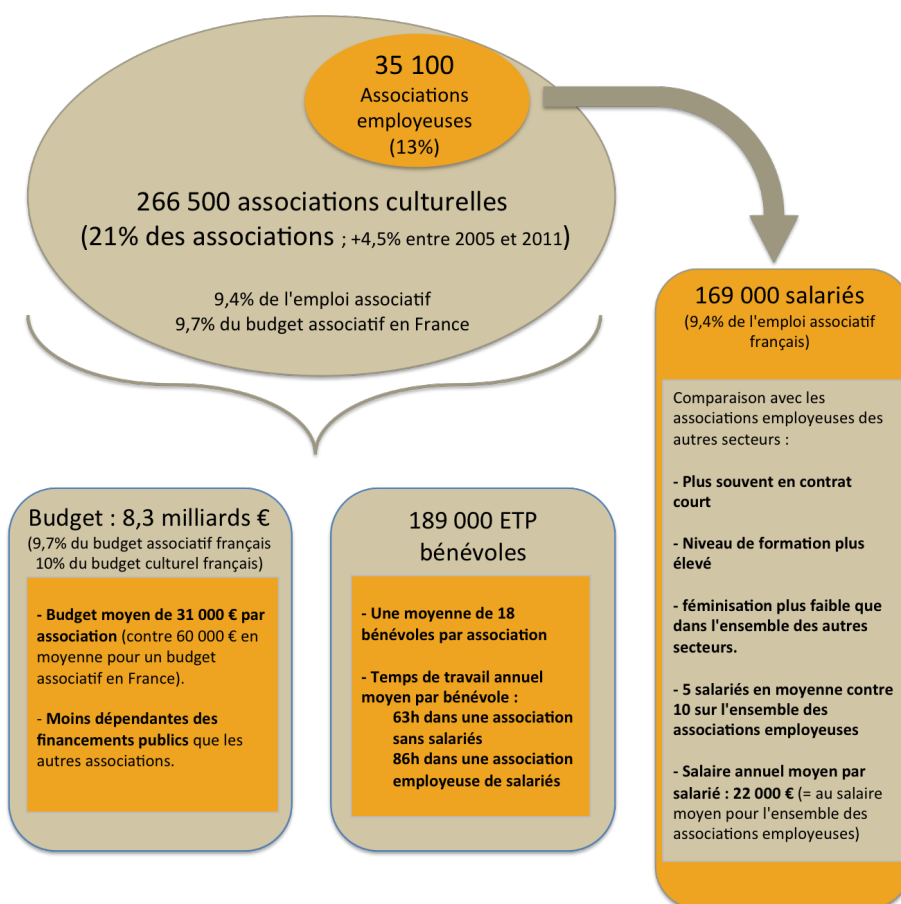 35 100
Associations
employeuses
(13%)
266 500 associations culturelles
(21% des associations ; +4,5% entre 2005 et 2011)
9,4% de l'emploi associatif
9,7% du budget associatif en France
169 000 salariés
(9,4% de l'emploi associatif
français)
Comparaison avec les
associations employeuses des
autres secteurs :
- Plus souvent en contrat
court
- Niveau de formation plus
élevé
- féminisation plus faible que
dans l'ensemble des autres
secteurs.
- 5 salariés en moyenne contre
10 sur l'ensemble des
associations employeuses
- Salaire annuel moyen par
salarié : 22 000 € (= au salaire
moyen pour l'ensemble des
associations employeuses)
Budget : 8,3 milliards €
(9,7% du budget associatif français
10% du budget culturel français)
- Budget moyen de 31 000 € par
association (contre 60 000 € en
moyenne pour un budget
associatif en France).
- Moins dépendantes des
financements publics que les
autres associations.
189 000 ETP
bénévoles
- Une moyenne de 18
bénévoles par association
- Temps de travail annuel
moyen par bénévole :
63h dans une association
sans salariés
86h dans une association
employeuse de salariés